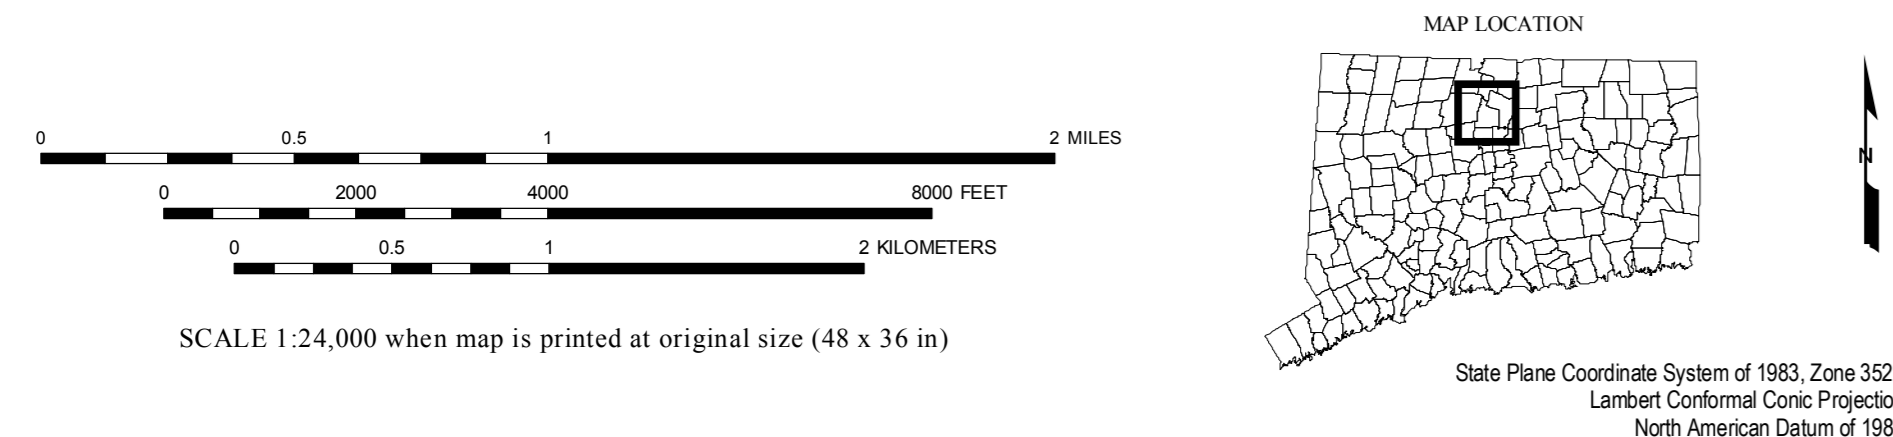 0 0.5 1 2 MILES
0 2000 4000 8000 FEET
0 0.5 1 2 KILOMETERS
SCALE 1:24,000 when map is printed at original size (48 x 36 in)
MAP LOCATION
N
State Plane Coordinate System of 1983, Zone 352
Lambert Conformal Conic Projectio
North American Datum of 198